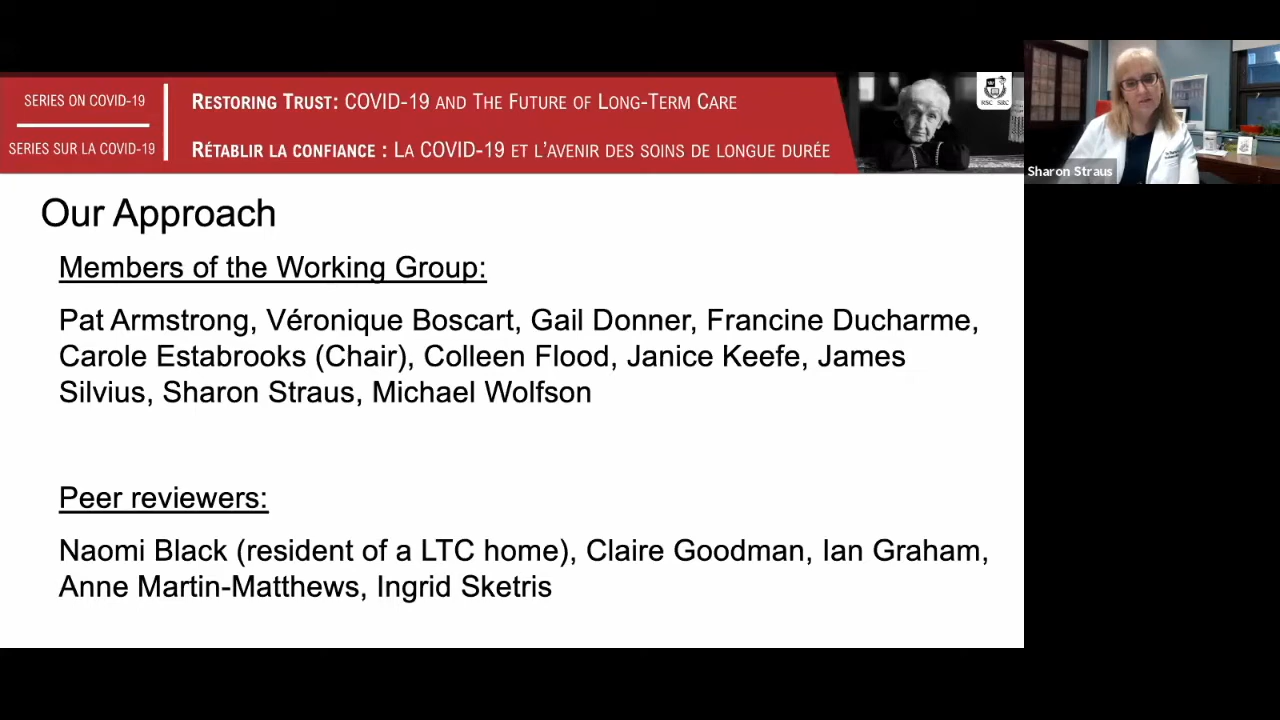 SERIES ON COVID-19
SERIES SUR LA COVID-19
RESTORING TRUST: COVID-19 AND THE FUTURE OF LONG-TERM CARE
RÉTABLIR LA CONFIANCE : LA COVID-19 ET L'AVENIR DES SOINS DE LONGUE DURÉE
RSC SRC
Sharon Straus
Our Approach
Members of the Working Group:
Pat Armstrong, Véronique Boscart, Gail Donner, Francine Ducharme,
Carole Estabrooks (Chair), Colleen Flood, Janice Keefe, James
Silvius, Sharon Straus, Michael Wolfson
Peer reviewers:
Naomi Black (resident of a LTC home), Claire Goodman, Ian Graham,
Anne Martin-Matthews, Ingrid Sketris